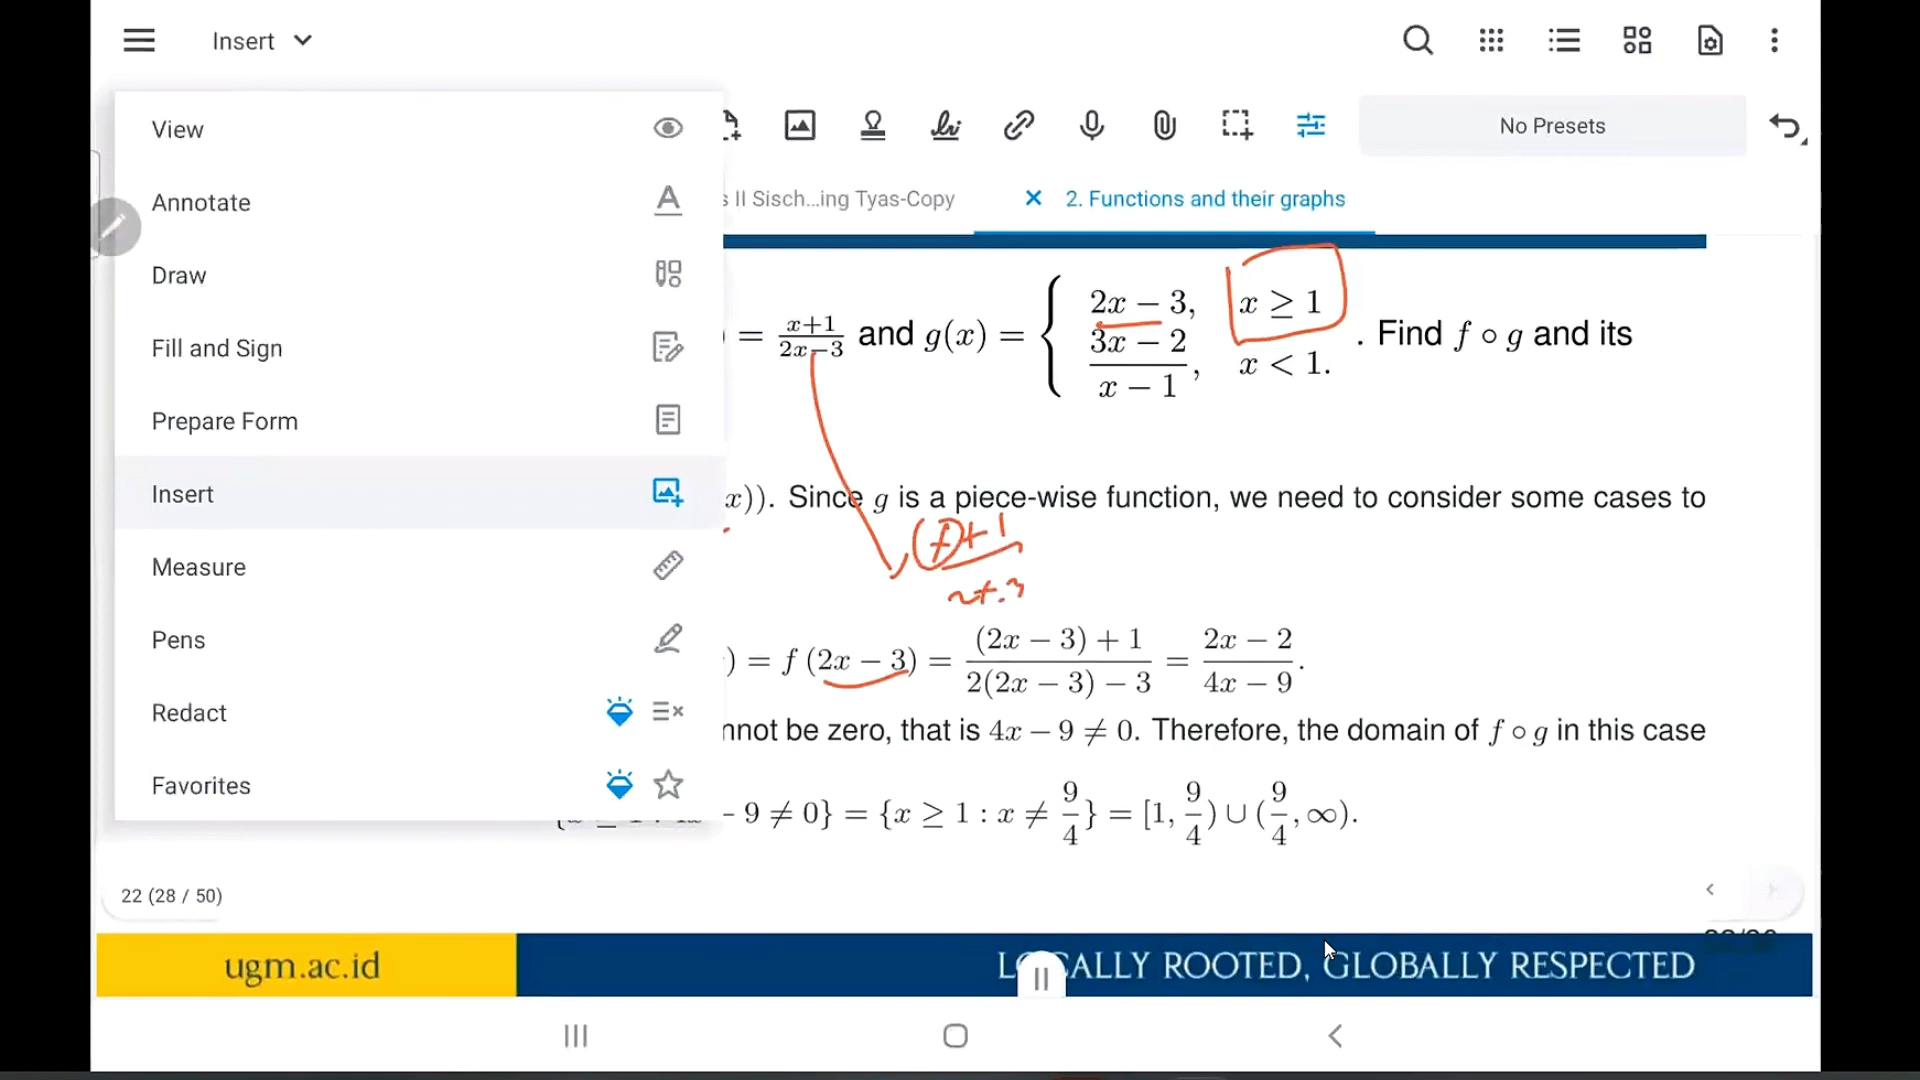 Insert
View
Annotate
Draw
Fill and Sign
Prepare Form
Insert
Measure
Pens
Redact
Favorites
No Presets
s II Sisch...ing Tyas-Copy
2. Functions and their graphs
) = x+1/2x−3 and g(x) = { 2x − 3, x ≥ 1
(3x − 2)/(x − 1), x < 1. . Find f ∘ g and its
x)). Since g is a piece-wise function, we need to consider some cases to
+ 1
) = f (2x − 3) = ((2x − 3) + 1)/(2(2x − 3) − 3) = (2x − 2)/(4x − 9).
nnot be zero, that is 4x − 9 ≠ 0. Therefore, the domain of f ∘ g in this case
− 9 ≠ 0} = {x ≥ 1 : x ≠ 9/4} = [1, 9/4) ∪ (9/4, ∞).
22 (28 / 50)
ugm.ac.id
LOCALLY ROOTED, GLOBALLY RESPECTED